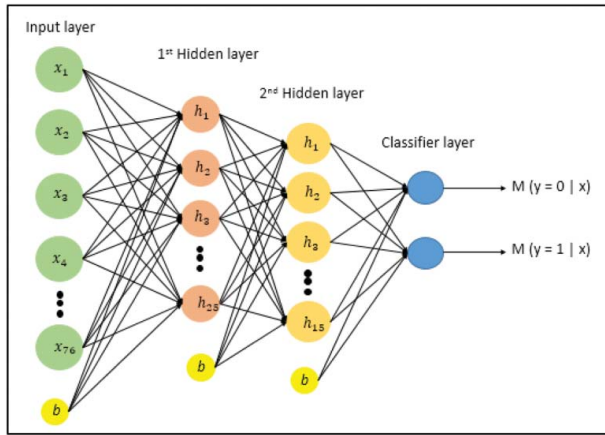 Input layer
1st Hidden layer
2nd Hidden layer
Classifier layer
x1
x2
x3
x4
x76
b
h1
h2
h3
h25
b
h1
h2
h3
h15
b
M (y = 0 | x)
M (y = 1 | x)